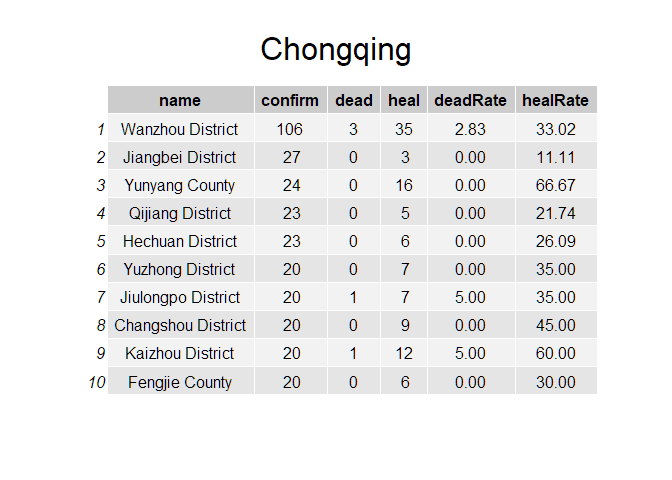 Chongqing
name confirm dead heal deadRate healRate
1 Wanzhou District 106 3 35 2.83 33.02
2 Jiangbei District 27 0 3 0.00 11.11
3 Yunyang County 24 0 16 0.00 66.67
4 Qijiang District 23 0 5 0.00 21.74
5 Hechuan District 23 0 6 0.00 26.09
6 Yuzhong District 20 0 7 0.00 35.00
7 Jiulongpo District 20 1 7 5.00 35.00
8 Changshou District 20 0 9 0.00 45.00
9 Kaizhou District 20 1 12 5.00 60.00
10 Fengjie County 20 0 6 0.00 30.00